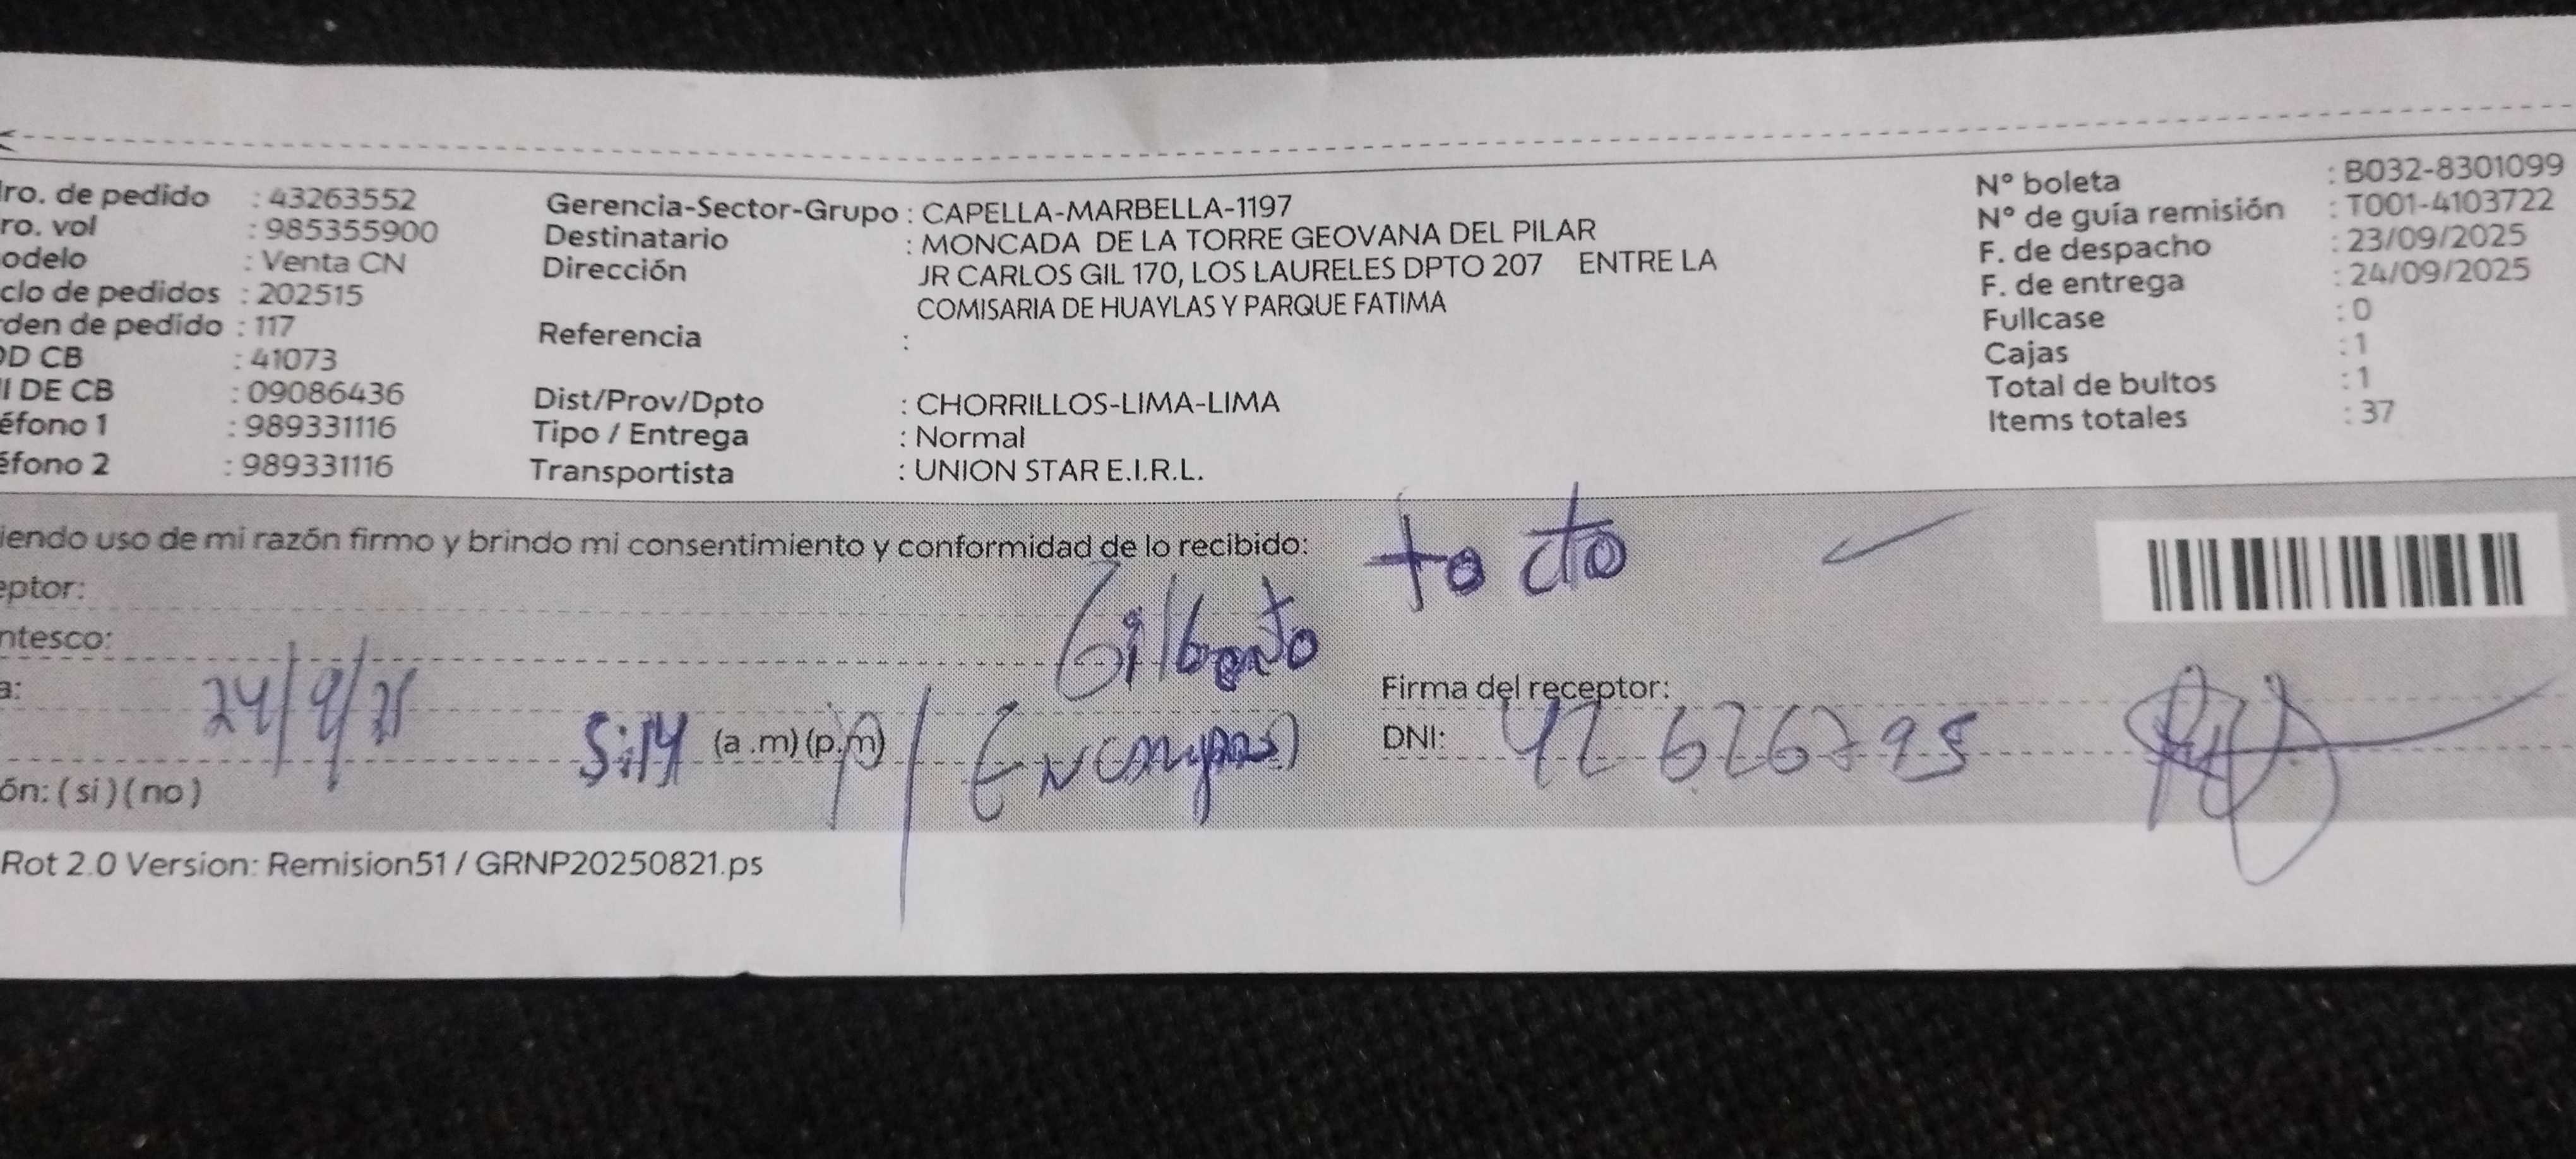 ro. de pedido : 43263552
ro. vol : 985355900
odelo : Venta CN
clo de pedidos : 202515
den de pedido : 117
D CB : 41073
I DE CB : 09086436
éfono 1 : 989331116
éfono 2 : 989331116
Gerencia-Sector-Grupo : CAPELLA-MARBELLA-1197
Destinatario : MONCADA DE LA TORRE GEOVANA DEL PILAR
Dirección JR CARLOS GIL 170, LOS LAURELES DPTO 207 ENTRE LA
COMISARIA DE HUAYLAS Y PARQUE FATIMA
Referencia :
Dist/Prov/Dpto : CHORRILLOS-LIMA-LIMA
Tipo / Entrega : Normal
Transportista : UNION STAR E.I.R.L.
N° boleta : B032-8301099
N° de guía remisión : T001-4103722
F. de despacho : 23/09/2025
F. de entrega : 24/09/2025
Fullcase : 0
Cajas : 1
Total de bultos : 1
Items totales : 37
iendo uso de mi razón firmo y brindo mi consentimiento y conformidad de lo recibido:
eptor: Gilberto tocto
ntesco:
a: 24/9/25
(a .m) (p.m)
Firma del receptor:
DNI: 42626795
ón: ( si ) ( no )
Rot 2.0 Version: Remision51 / GRNP20250821.ps